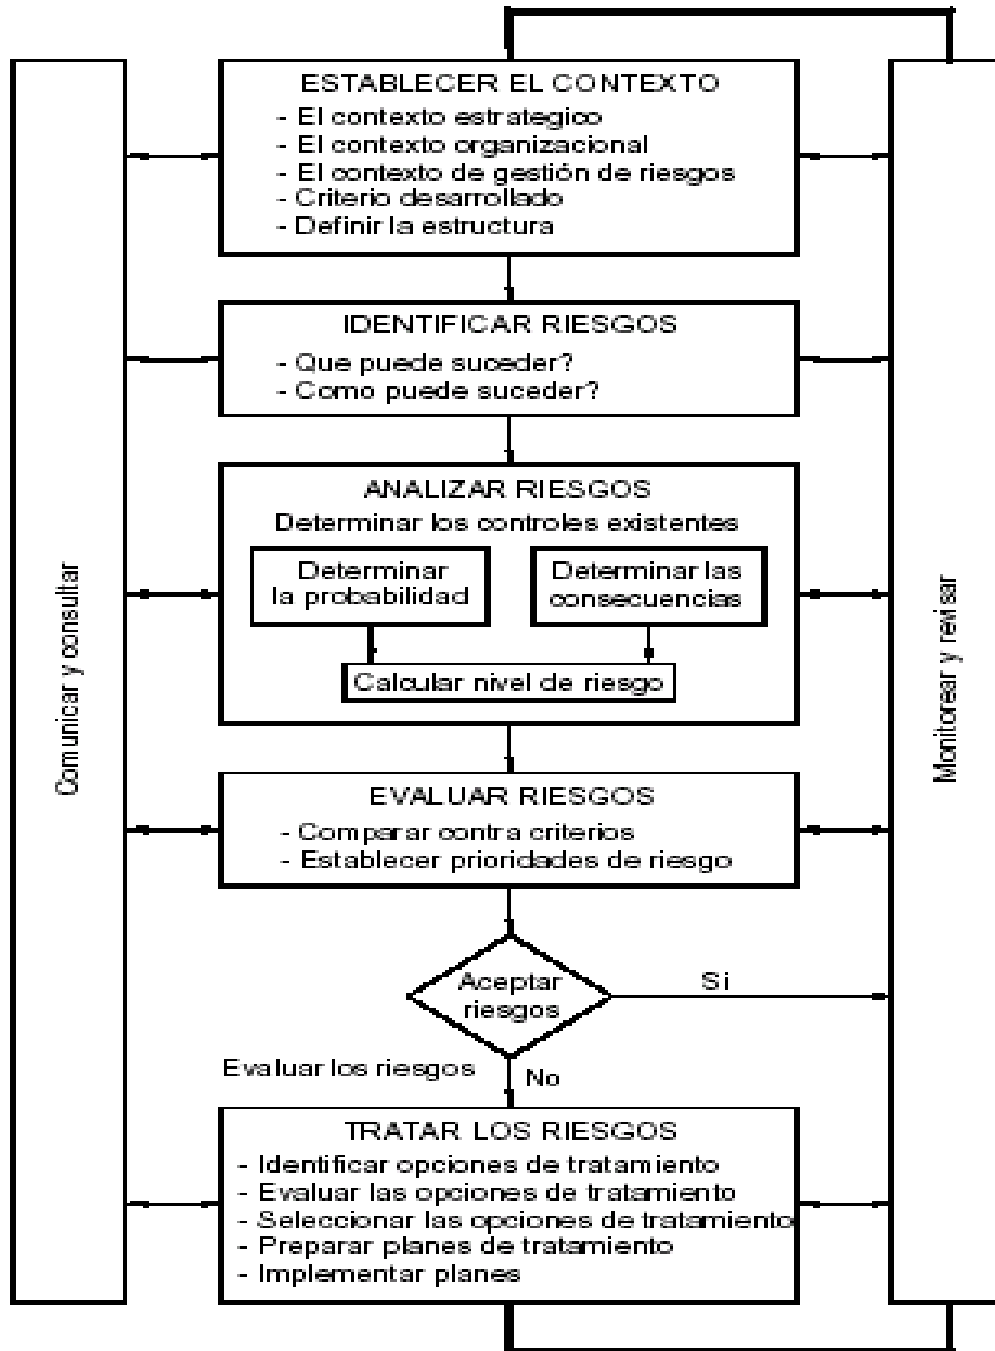 ESTABLECER EL CONTEXTO
- El contexto estrategico
- El contexto organizacional
- El contexto de gestión de riesgos
- Criterio desarrollado
- Definir la estructura
IDENTIFICAR RIESGOS
- Que puede suceder?
- Como puede suceder?
ANALIZAR RIESGOS
Determinar los controles existentes
Determinar
la probabilidad
Determinar las
consecuencias
Calcular nivel de riesgo
Comunicar y consultar
Monitorear y revisar
EVALUAR RIESGOS
- Comparar contra criterios
- Establecer prioridades de riesgo
Aceptar
riesgos
Si
Evaluar los riesgos
No
TRATAR LOS RIESGOS
- Identificar opciones de tratamiento
- Evaluar las opciones de tratamiento
- Seleccionar las opciones de tratamiento
- Preparar planes de tratamiento
- Implementar planes